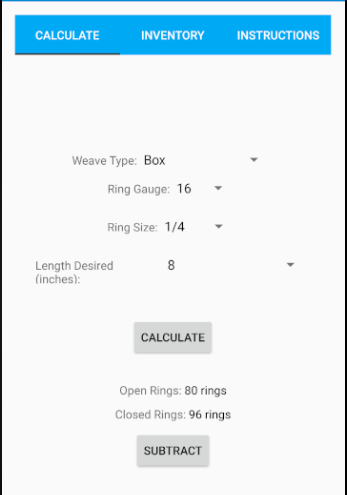 CALCULATE INVENTORY INSTRUCTIONS
Weave Type: Box
Ring Gauge: 16
Ring Size: 1/4
Length Desired 8
(inches):
CALCULATE
Open Rings: 80 rings
Closed Rings: 96 rings
SUBTRACT